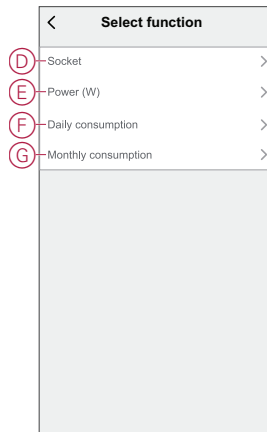 Select function
D Socket
E Power (W)
F Daily consumption
G Monthly consumption